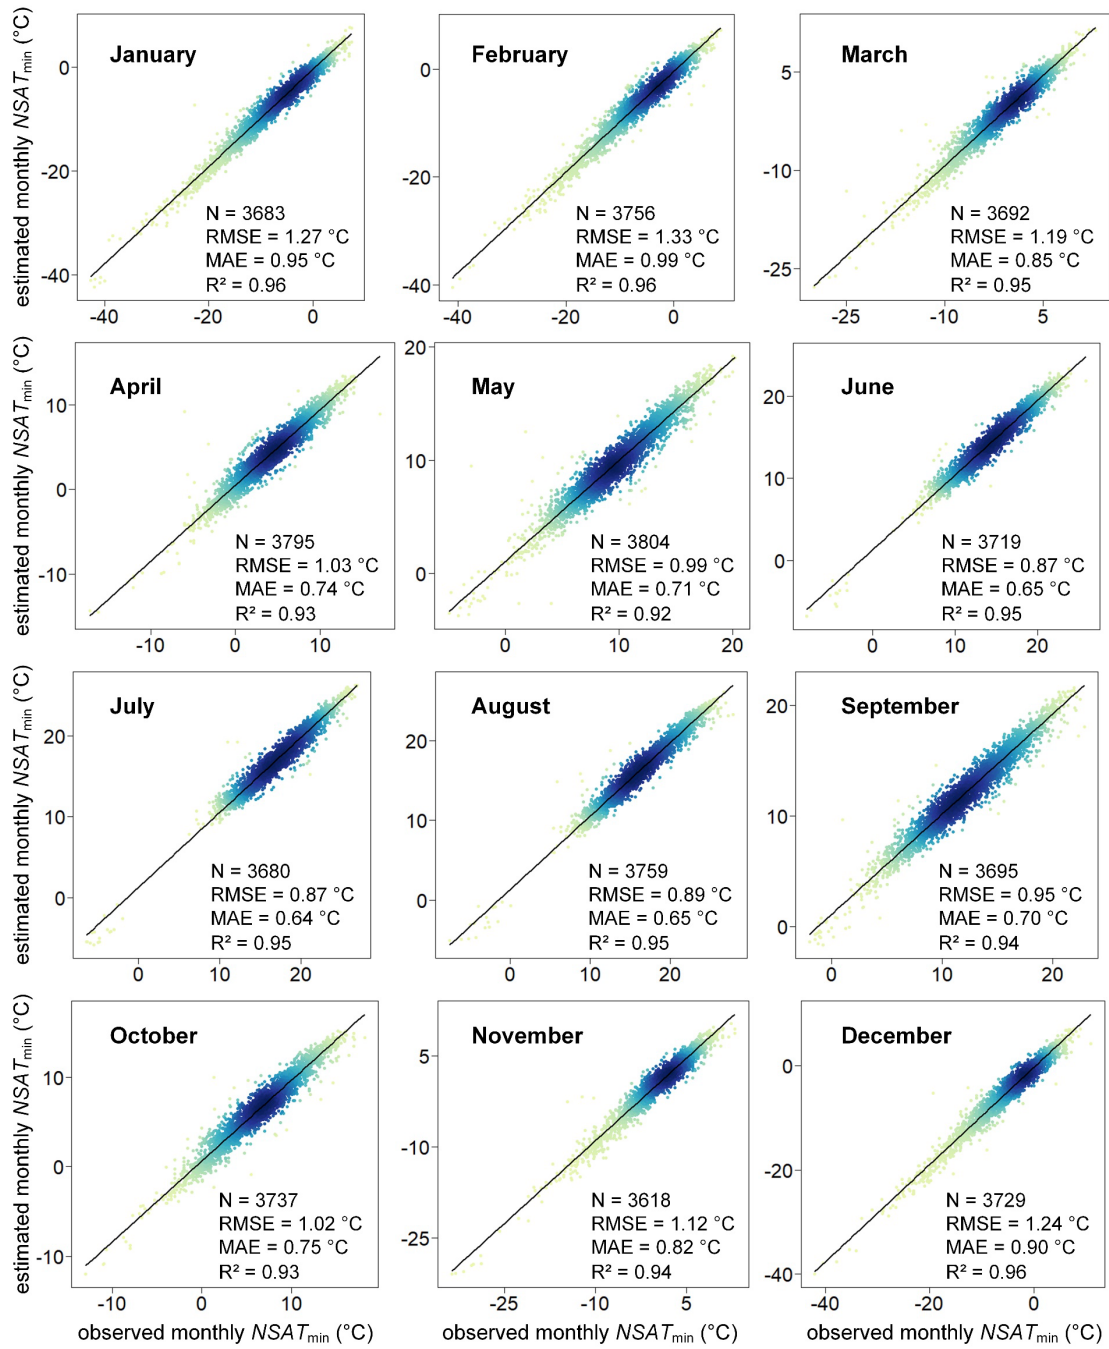 estimated monthly NSATmin (°C)
January
0
-20
-40
N = 3683
RMSE = 1.27 °C
MAE = 0.95 °C
R² = 0.96
-40 -20 0
February
0
-20
-40
N = 3756
RMSE = 1.33 °C
MAE = 0.99 °C
R² = 0.96
-40 -20 0
March
5
-10
-25
N = 3692
RMSE = 1.19 °C
MAE = 0.85 °C
R² = 0.95
-25 -10 5
estimated monthly NSATmin (°C)
April
10
0
-10
N = 3795
RMSE = 1.03 °C
MAE = 0.74 °C
R² = 0.93
-10 0 10
May
20
10
0
N = 3804
RMSE = 0.99 °C
MAE = 0.71 °C
R² = 0.92
0 10 20
June
20
10
0
N = 3719
RMSE = 0.87 °C
MAE = 0.65 °C
R² = 0.95
0 10 20
estimated monthly NSATmin (°C)
July
20
10
0
N = 3680
RMSE = 0.87 °C
MAE = 0.64 °C
R² = 0.95
0 10 20
August
20
10
0
N = 3759
RMSE = 0.89 °C
MAE = 0.65 °C
R² = 0.95
0 10 20
September
20
10
0
N = 3695
RMSE = 0.95 °C
MAE = 0.70 °C
R² = 0.94
0 10 20
estimated monthly NSATmin (°C)
October
10
0
-10
N = 3737
RMSE = 1.02 °C
MAE = 0.75 °C
R² = 0.93
-10 0 10
observed monthly NSATmin (°C)
November
5
-10
-25
N = 3618
RMSE = 1.12 °C
MAE = 0.82 °C
R² = 0.94
-25 -10 5
observed monthly NSATmin (°C)
December
0
-20
-40
N = 3729
RMSE = 1.24 °C
MAE = 0.90 °C
R² = 0.96
-40 -20 0
observed monthly NSATmin (°C)